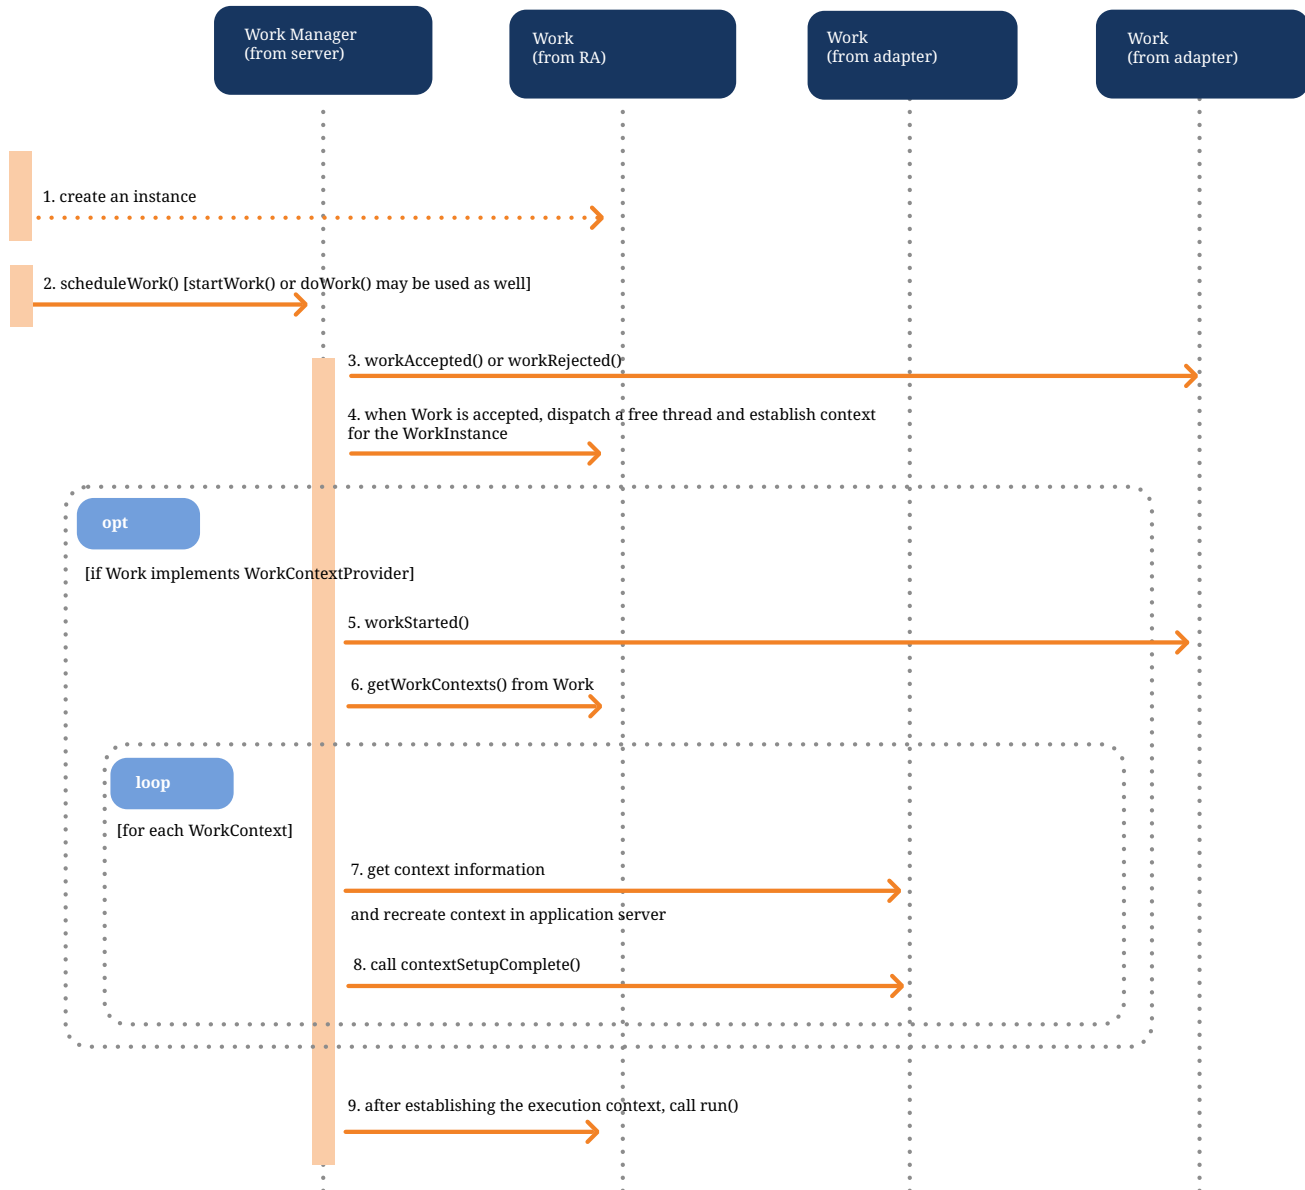 Work Manager
(from server)
Work
(from RA)
Work
(from adapter)
Work
(from adapter)
1. create an instance
2. scheduleWork() [startWork() or doWork() may be used as well]
3. workAccepted() or workRejected()
4. when Work is accepted, dispatch a free thread and establish context
for the WorkInstance
opt
[if Work implements WorkContextProvider]
5. workStarted()
6. getWorkContexts() from Work
loop
[for each WorkContext]
7. get context information
and recreate context in application server
8. call contextSetupComplete()
9. after establishing the execution context, call run()